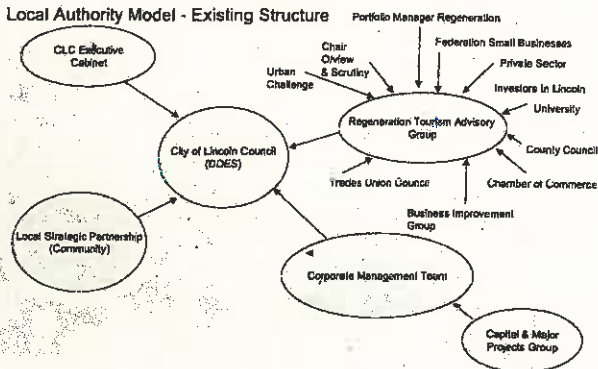 Local Authority Model - Existing Structure
Portfolio Manager Regeneration
CLC Executive
Cabinet
Chair
O/view
& Scrutiny
Federation Small Businesses
Private Sector
Urban
Challenge
Investors In Lincoln
University
Regeneration Tourism Advisory
Group
City of Lincoln Council
(DDES)
County Council
Trades Union Council
Chamber of Commerce
Business Improvement
Group
Local Strategic Partnership
(Community)
Corporate Management Team
Capital & Major
Projects Group